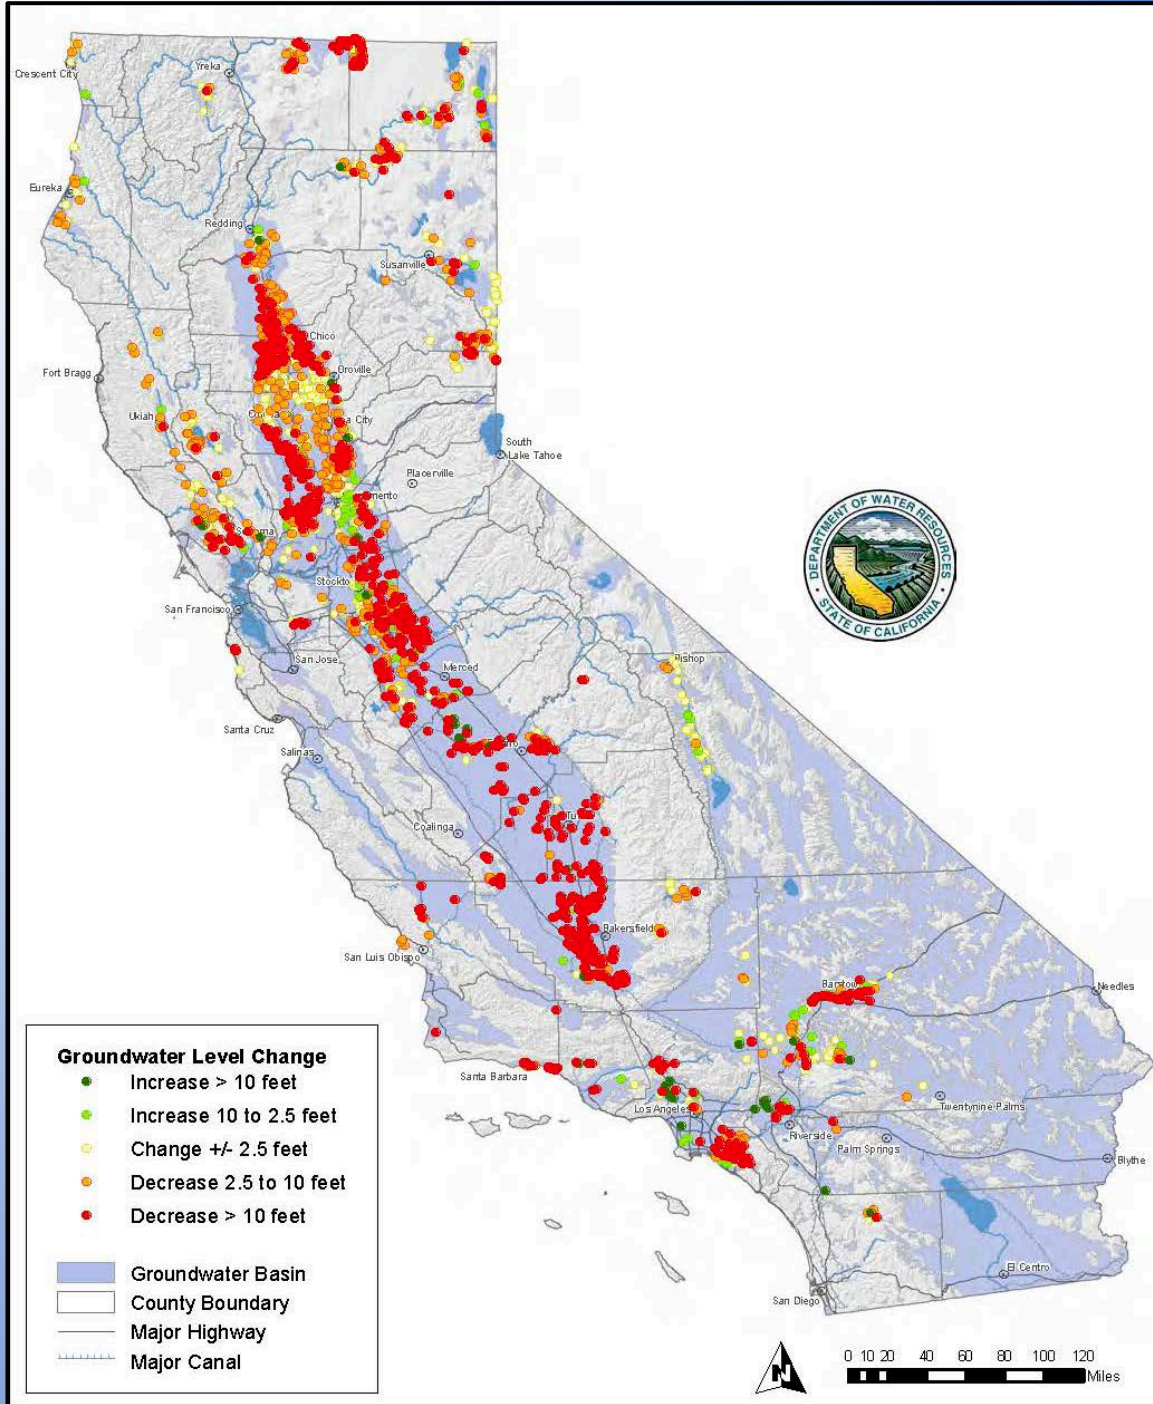 Crescent City
Yreka
Eureka
Redding
Susanville
Chico
Fort Bragg
Oroville
Ukiah
City
South
Lake Tahoe
Placerville
DEPARTMENT OF WATER RESOURCES
STATE OF CALIFORNIA
San Francisco
San Jose
Merced
Bishop
Santa Cruz
Salinas
Coalinga
Bakersfield
San Luis Obispo
Needles
Santa Barbara
Los Angeles
Twentynine Palms
Riverside
Palm Springs
Blythe
El Centro
San Diego
Groundwater Level Change
Increase > 10 feet
Increase 10 to 2.5 feet
Change +/- 2.5 feet
Decrease 2.5 to 10 feet
Decrease > 10 feet
Groundwater Basin
County Boundary
Major Highway
Major Canal
N
0 10 20 40 60 80 100 120
Miles